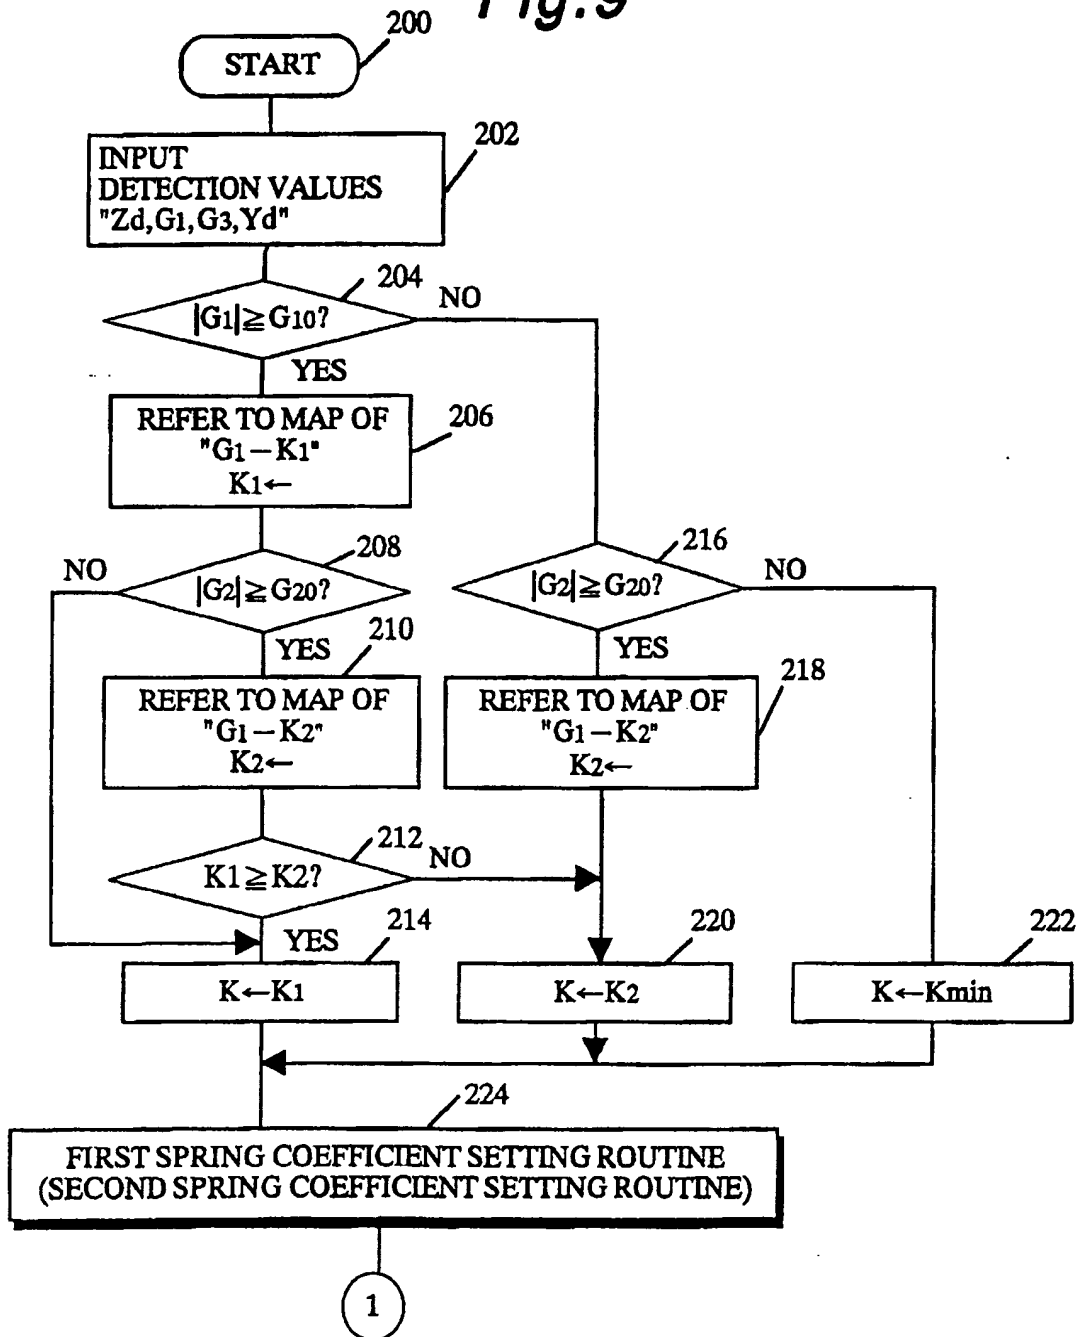 Fig.9
200
START
202
INPUT
DETECTION VALUES
"Zd,G1,G3,Yd"
204
|G1|≧G10?
NO
YES
REFER TO MAP OF
"G1−K1"
K1←
206
208
NO
|G2|≧G20?
YES
216
|G2|≧G20?
NO
YES
210
REFER TO MAP OF
"G1−K2"
K2←
218
REFER TO MAP OF
"G1−K2"
K2←
212
K1≧K2?
NO
YES
214
K←K1
220
K←K2
222
K←Kmin
224
FIRST SPRING COEFFICIENT SETTING ROUTINE
(SECOND SPRING COEFFICIENT SETTING ROUTINE)
1